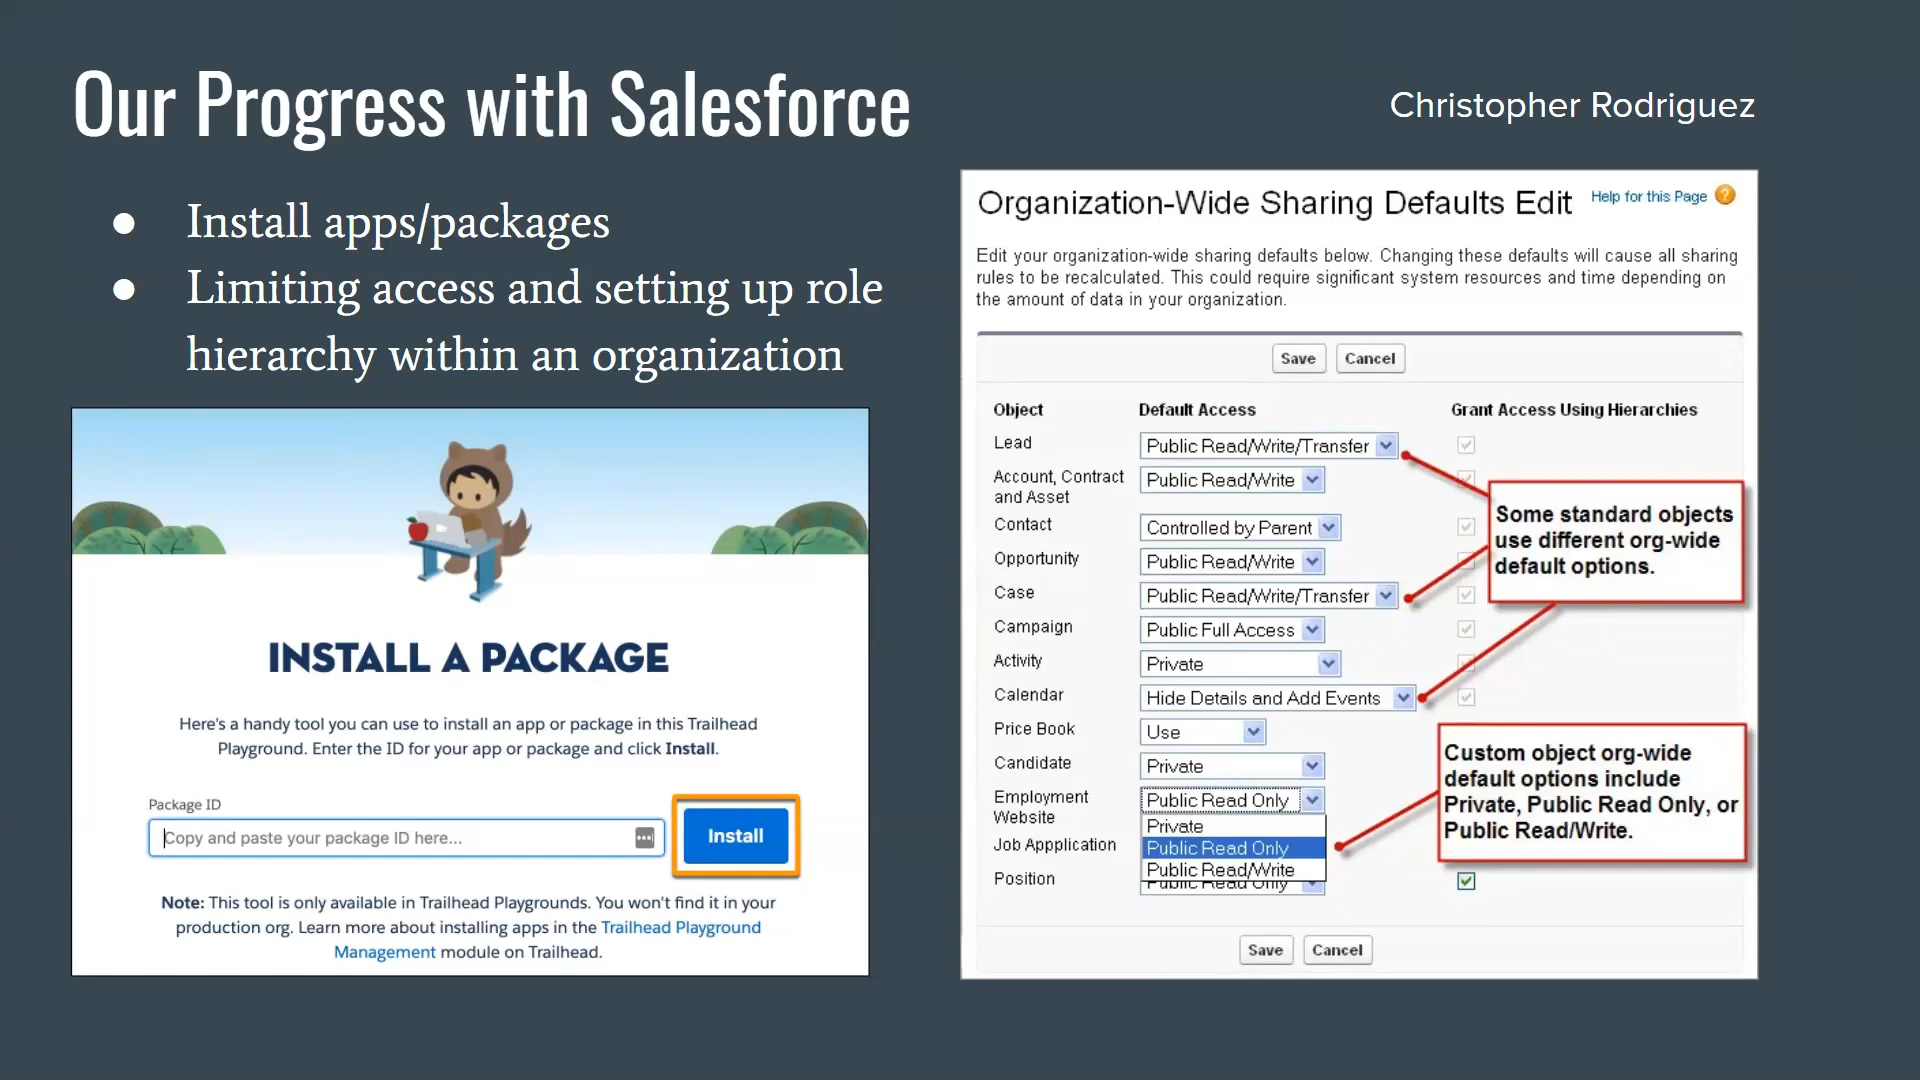 Our Progress with Salesforce
Christopher Rodriguez
● Install apps/packages
● Limiting access and setting up role
hierarchy within an organization
INSTALL A PACKAGE
Here's a handy tool you can use to install an app or package in this Trailhead
Playground. Enter the ID for your app or package and click Install.
Package ID
Copy and paste your package ID here...
Install
Note: This tool is only available in Trailhead Playgrounds. You won't find it in your
production org. Learn more about installing apps in the Trailhead Playground
Management module on Trailhead.
Organization-Wide Sharing Defaults Edit
Help for this Page ?
Edit your organization-wide sharing defaults below. Changing these defaults will cause all sharing
rules to be recalculated. This could require significant system resources and time depending on
the amount of data in your organization.
Save Cancel
Object Default Access Grant Access Using Hierarchies
Lead Public Read/Write/Transfer
Account, Contract
and Asset
Public Read/Write
Contact Controlled by Parent
Opportunity Public Read/Write
Case Public Read/Write/Transfer
Campaign Public Full Access
Activity Private
Calendar Hide Details and Add Events
Price Book Use
Candidate Private
Employment
Website
Public Read Only
Private
Public Read Only
Public Read/Write
Job Appplication
Position Public Read Only
Some standard objects
use different org-wide
default options.
Custom object org-wide
default options include
Private, Public Read Only, or
Public Read/Write.
Save Cancel